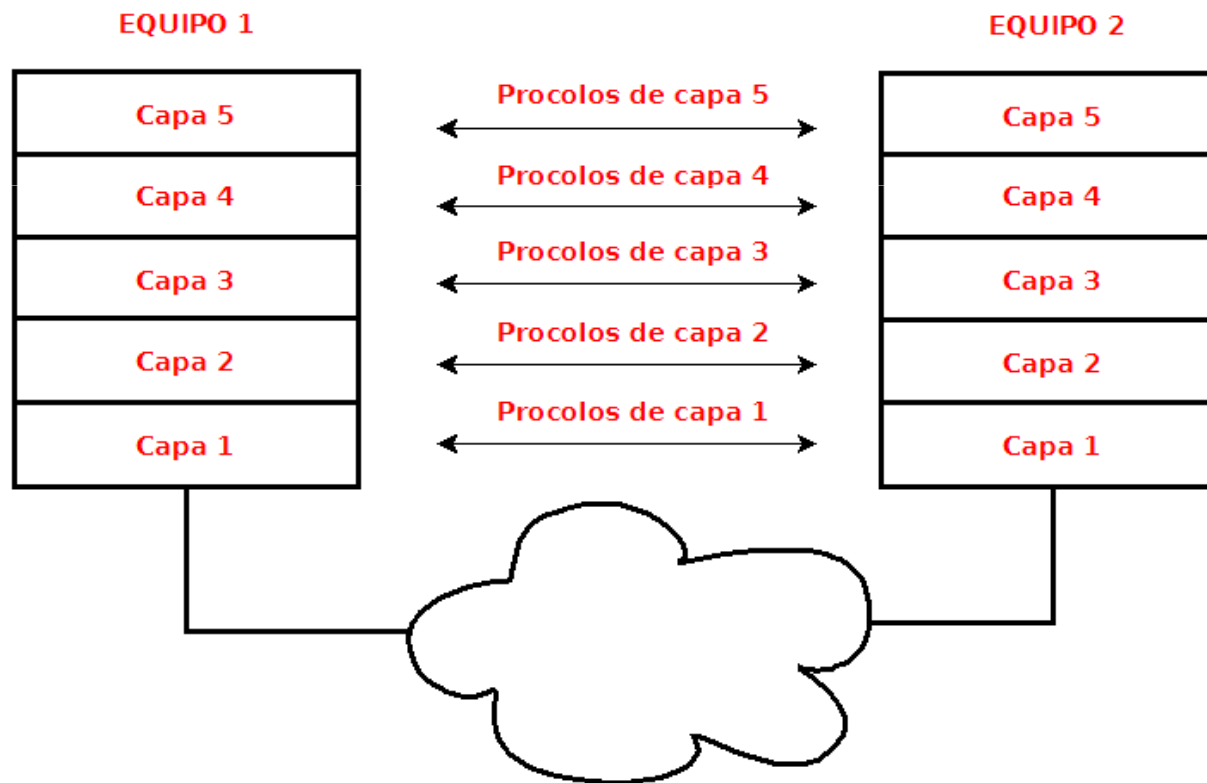 EQUIPO 1
EQUIPO 2
Capa 5
Procolos de capa 5
Capa 5
Capa 4
Procolos de capa 4
Capa 4
Capa 3
Procolos de capa 3
Capa 3
Capa 2
Procolos de capa 2
Capa 2
Capa 1
Procolos de capa 1
Capa 1